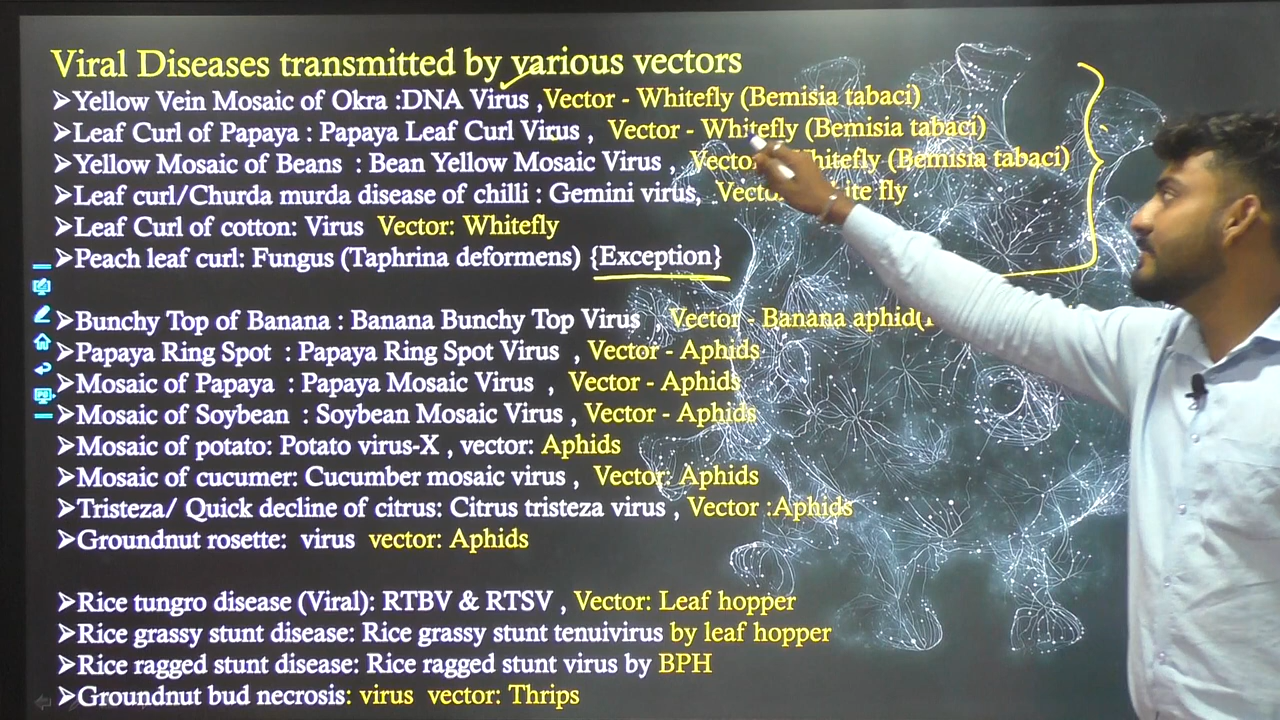 Viral Diseases transmitted by various vectors
➢Yellow Vein Mosaic of Okra :DNA Virus ,Vector - Whitefly (Bemisia tabaci)
➢Leaf Curl of Papaya : Papaya Leaf Curl Virus , Vector - Whitefly (Bemisia tabaci)
➢Yellow Mosaic of Beans : Bean Yellow Mosaic Virus , Vector Whitefly (Bemisia tabaci)
➢Leaf curl/Churda murda disease of chilli : Gemini virus, Vector fly
➢Leaf Curl of cotton: Virus Vector: Whitefly
➢Peach leaf curl: Fungus (Taphrina deformens) {Exception}
➢Bunchy Top of Banana : Banana Bunchy Top Virus , Vector - Banana aphid(
➢Papaya Ring Spot : Papaya Ring Spot Virus , Vector - Aphids
➢Mosaic of Papaya : Papaya Mosaic Virus , Vector - Aphids
➢Mosaic of Soybean : Soybean Mosaic Virus , Vector - Aphids
➢Mosaic of potato: Potato virus-X , vector: Aphids
➢Mosaic of cucumer: Cucumber mosaic virus , Vector: Aphids
➢Tristeza/ Quick decline of citrus: Citrus tristeza virus , Vector :Aphids
➢Groundnut rosette: virus vector: Aphids
➢Rice tungro disease (Viral): RTBV & RTSV , Vector: Leaf hopper
➢Rice grassy stunt disease: Rice grassy stunt tenuivirus by leaf hopper
➢Rice ragged stunt disease: Rice ragged stunt virus by BPH
➢Groundnut bud necrosis: virus vector: Thrips